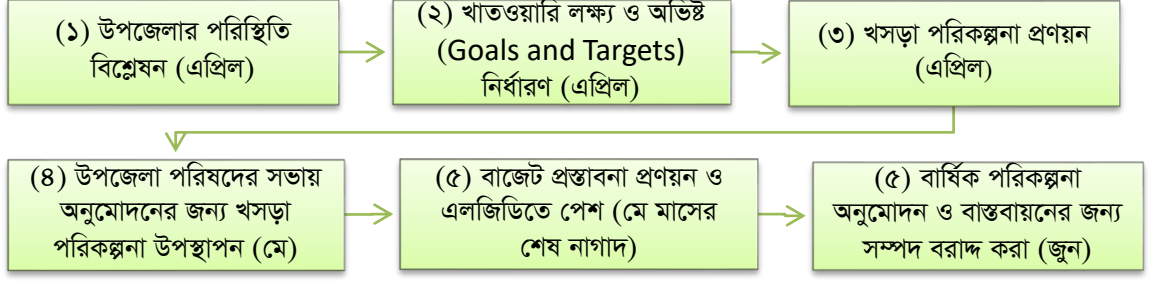 (১) উপজেলার পরিস্থিতি
বিশ্লেষন (এপ্রিল)
(২) খাতওয়ারি লক্ষ্য ও অভিষ্ট
(Goals and Targets)
নির্ধারণ (এপ্রিল)
(৩) খসড়া পরিকল্পনা প্রণয়ন
(এপ্রিল)
(৪) উপজেলা পরিষদের সভায়
অনুমোদনের জন্য খসড়া
পরিকল্পনা উপস্থাপন (মে)
(৫) বাজেট প্রস্তাবনা প্রণয়ন ও
এলজিডিতে পেশ (মে মাসের
শেষ নাগাদ)
(৫) বার্ষিক পরিকল্পনা
অনুমোদন ও বাস্তবায়নের জন্য
সম্পদ বরাদ্দ করা (জুন)